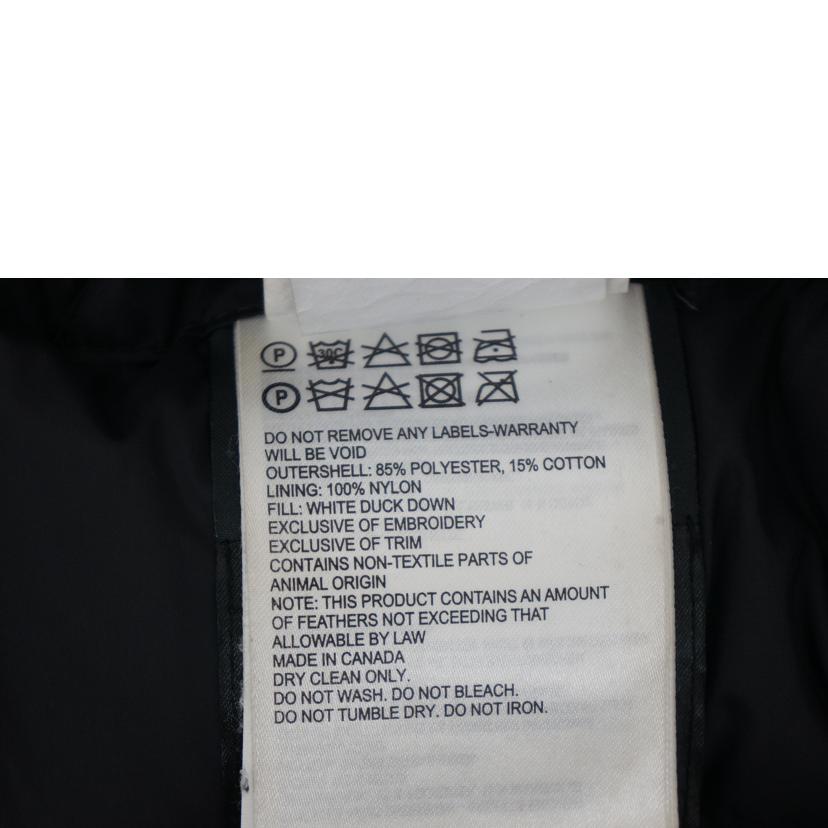 P 30C
P
DO NOT REMOVE ANY LABELS-WARRANTY
WILL BE VOID
OUTERSHELL: 85% POLYESTER, 15% COTTON
LINING: 100% NYLON
FILL: WHITE DUCK DOWN
EXCLUSIVE OF EMBROIDERY
EXCLUSIVE OF TRIM
CONTAINS NON-TEXTILE PARTS OF
ANIMAL ORIGIN
NOTE: THIS PRODUCT CONTAINS AN AMOUNT
OF FEATHERS NOT EXCEEDING THAT
ALLOWABLE BY LAW
MADE IN CANADA
DRY CLEAN ONLY.
DO NOT WASH. DO NOT BLEACH.
DO NOT TUMBLE DRY. DO NOT IRON.